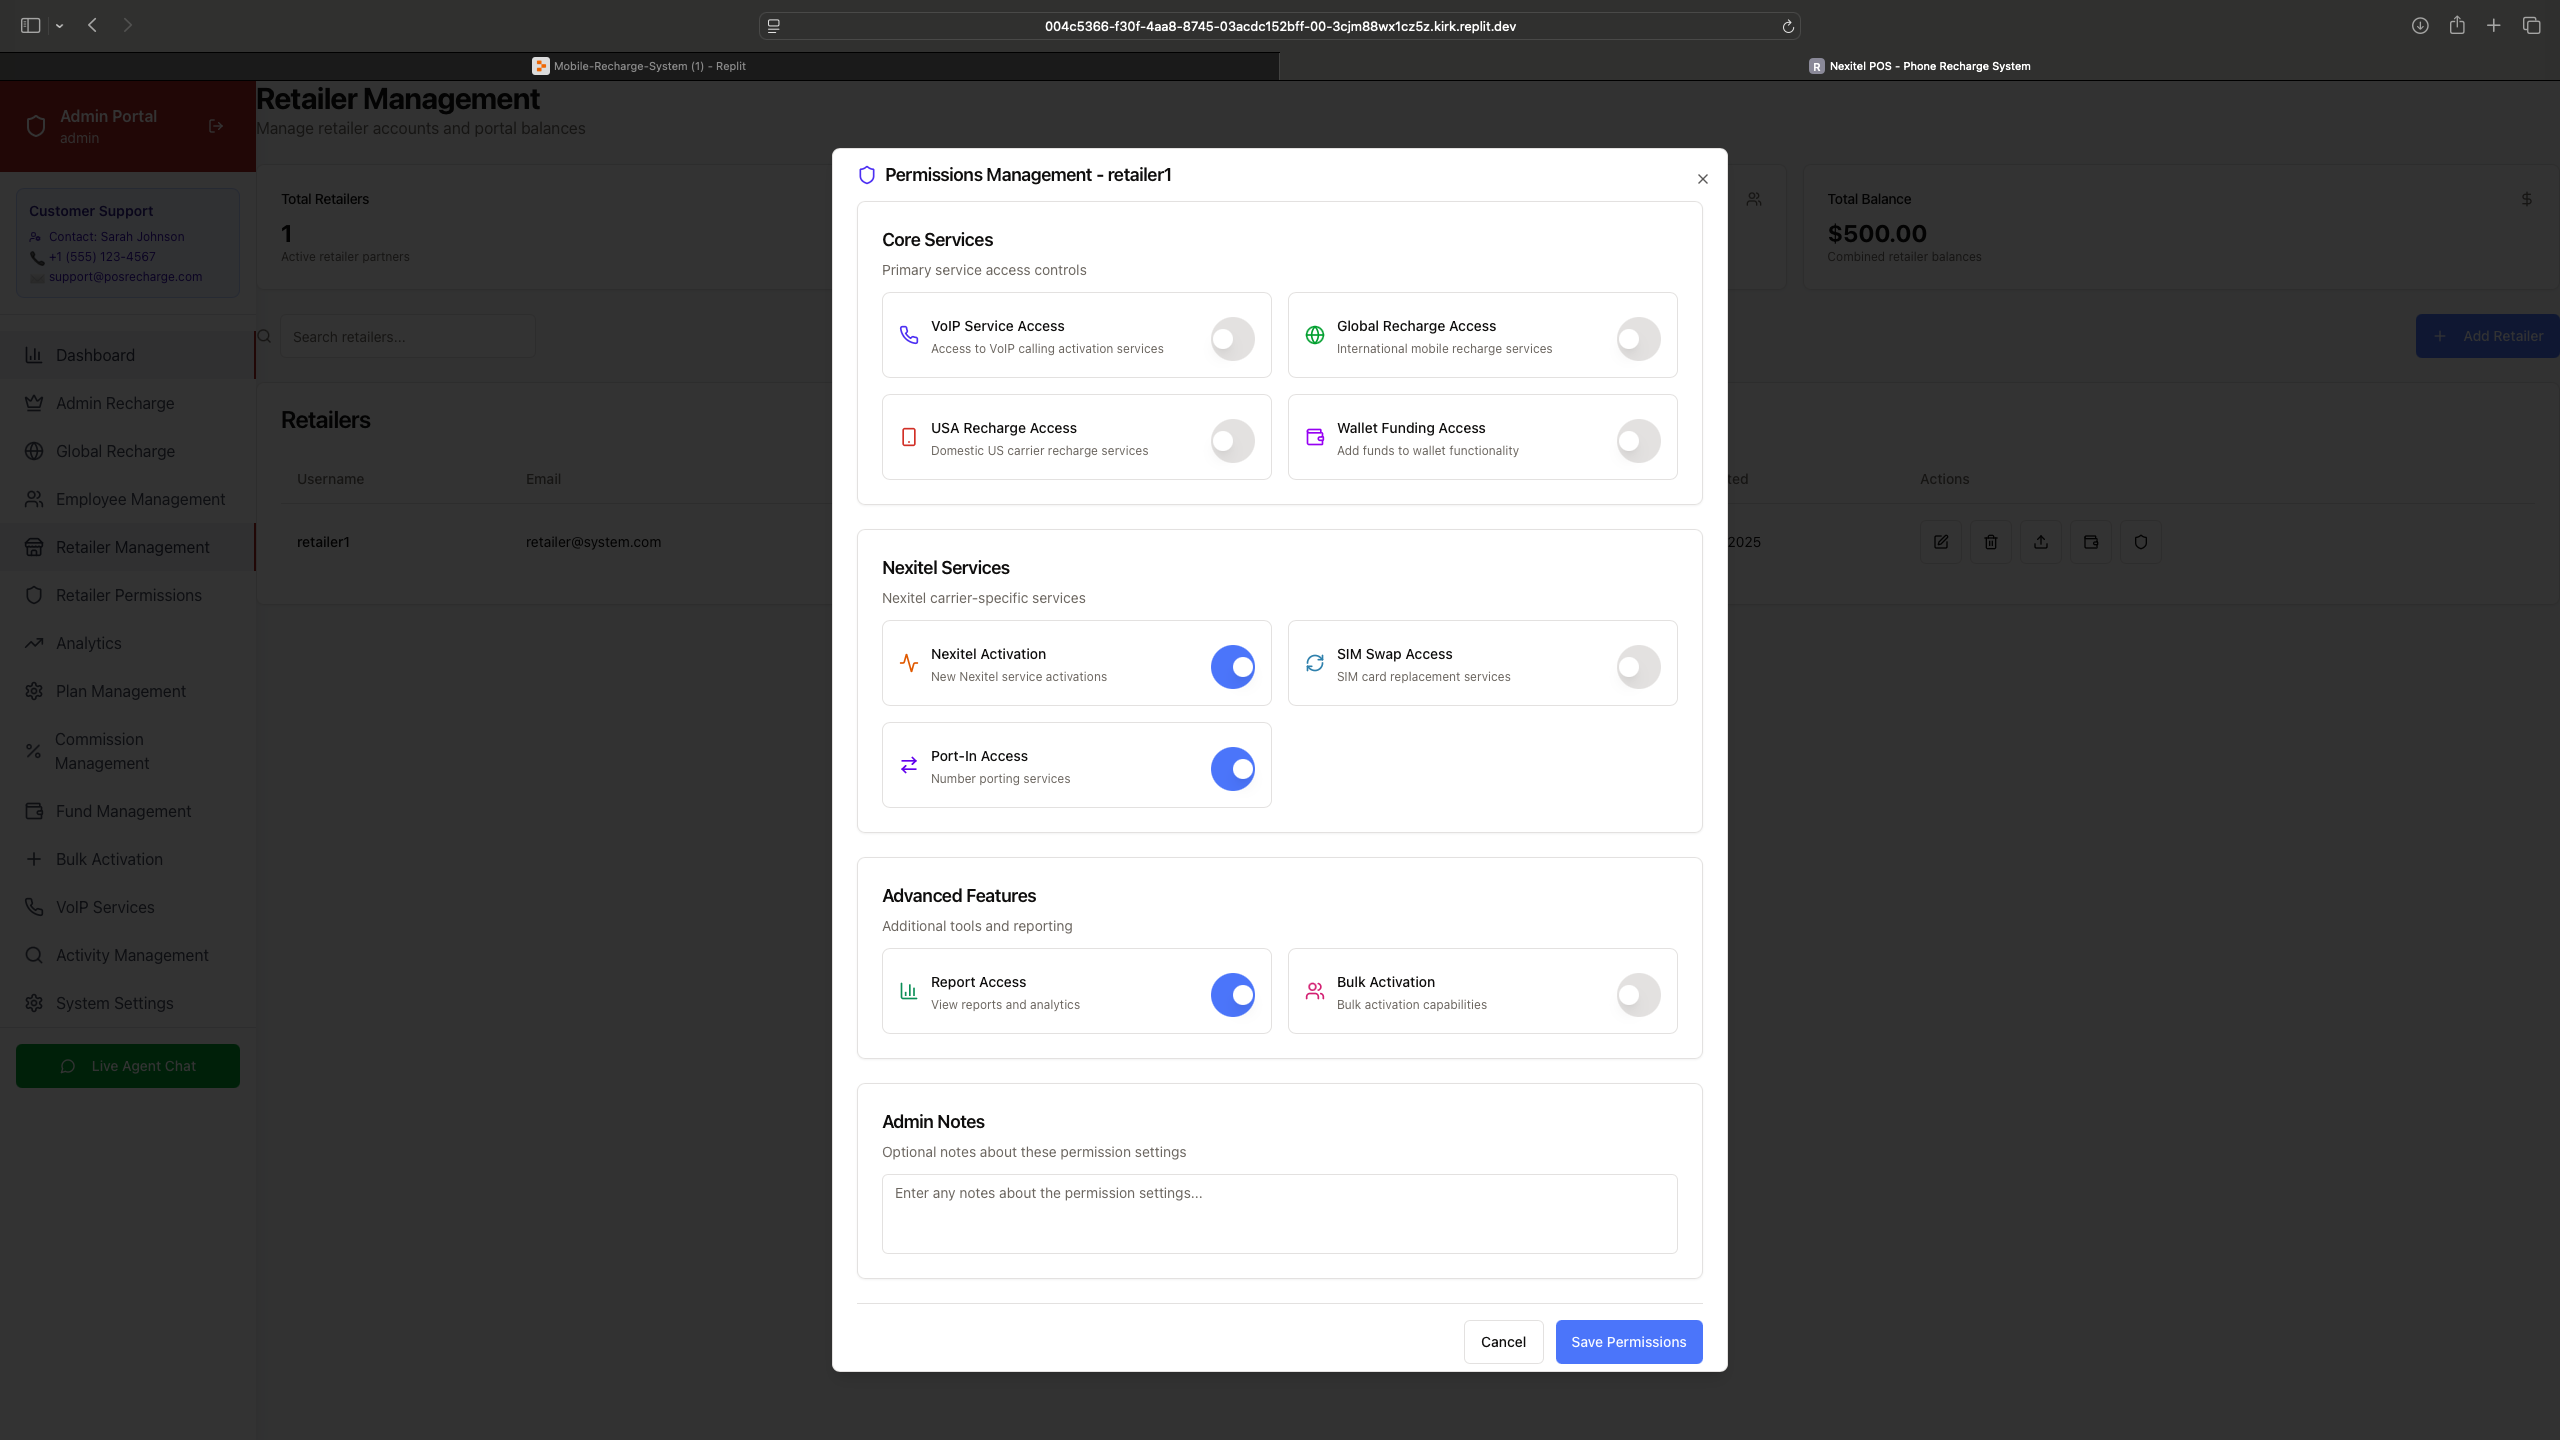 004c5366-f30f-4aa8-8745-03acdc152bff-00-3cjm88wx1cz5z.kirk.replit.dev
Mobile-Recharge-System (1) - Replit
R Nexitel POS - Phone Recharge System
Admin Portal
admin
Customer Support
Contact: Sarah Johnson
+1 (555) 123-4567
support@posrecharge.com
Dashboard
Admin Recharge
Global Recharge
Employee Management
Retailer Management
Retailer Permissions
Analytics
Plan Management
Commission
Management
Fund Management
Bulk Activation
VoIP Services
Activity Management
System Settings
Live Agent Chat
Retailer Management
Manage retailer accounts and portal balances
Total Retailers
1
Active retailer partners
Total Balance
$500.00
Combined retailer balances
Search retailers...
Add Retailer
Retailers
Username
Email
ted
Actions
retailer1
retailer@system.com
2025
Permissions Management - retailer1
Core Services
Primary service access controls
VoIP Service Access
Access to VoIP calling activation services
Global Recharge Access
International mobile recharge services
USA Recharge Access
Domestic US carrier recharge services
Wallet Funding Access
Add funds to wallet functionality
Nexitel Services
Nexitel carrier-specific services
Nexitel Activation
New Nexitel service activations
SIM Swap Access
SIM card replacement services
Port-In Access
Number porting services
Advanced Features
Additional tools and reporting
Report Access
View reports and analytics
Bulk Activation
Bulk activation capabilities
Admin Notes
Optional notes about these permission settings
Enter any notes about the permission settings...
Cancel
Save Permissions